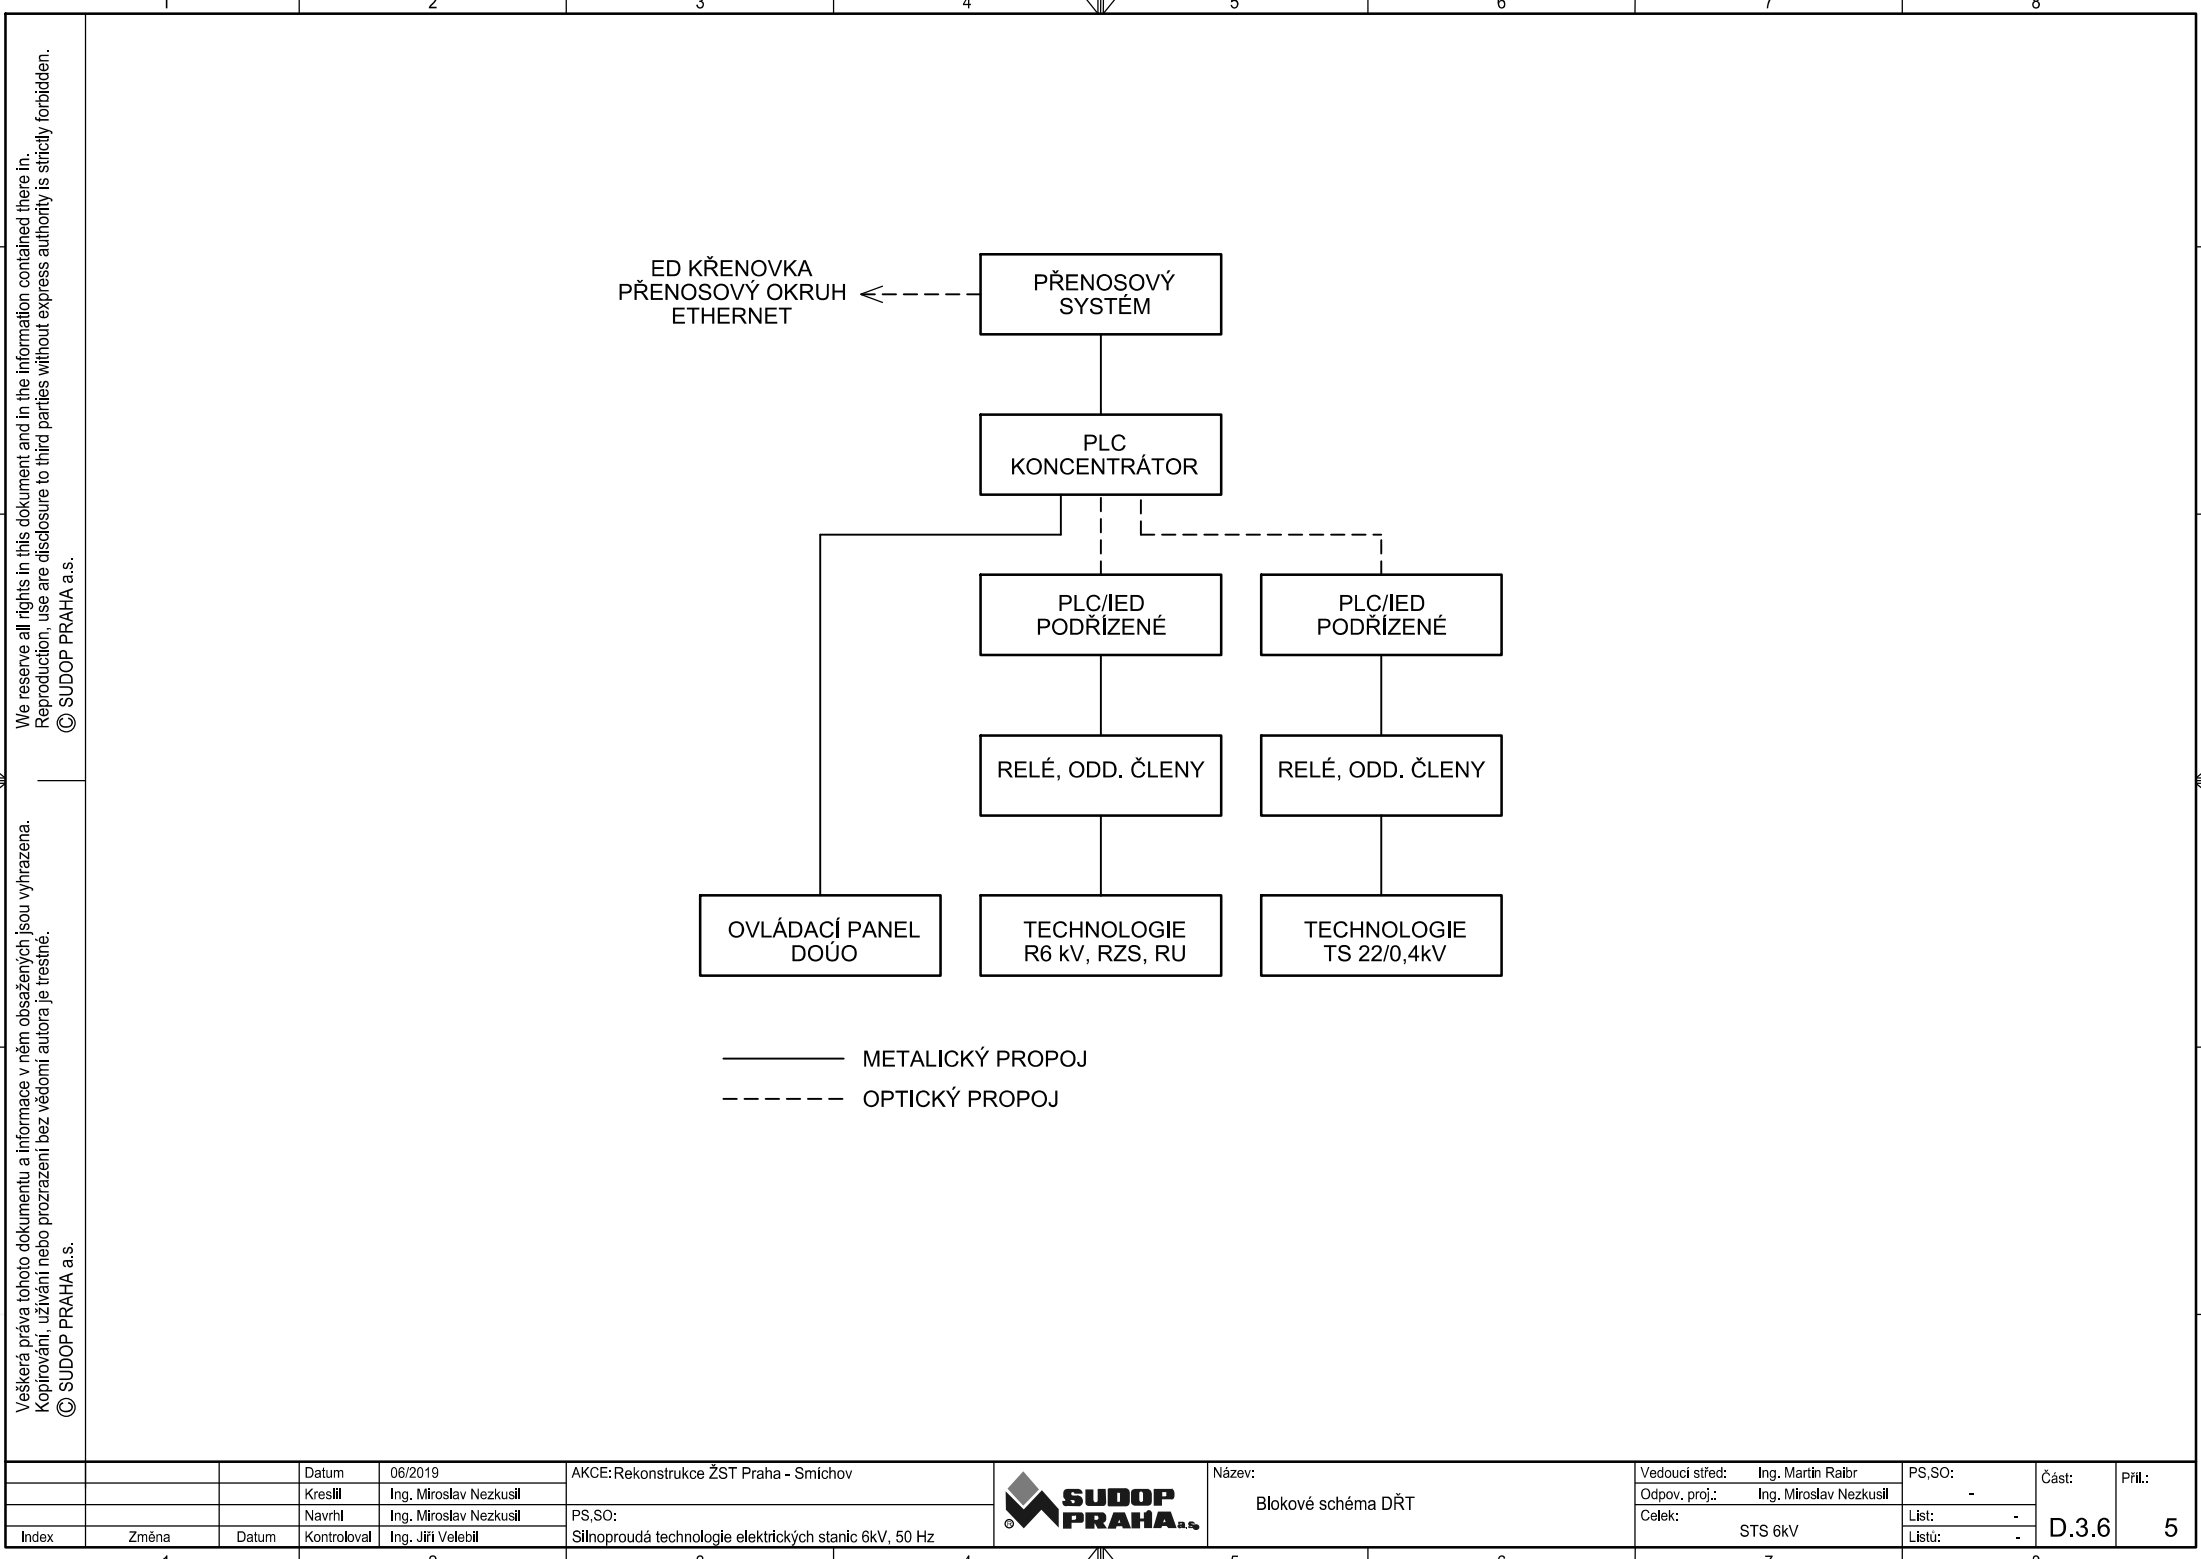 1 2 3 4 5 6 7 8
We reserve all rights in this dokument and in the information contained there in.
Reproduction, use are disclosure to third parties without express authority is strictly forbidden.
© SUDOP PRAHA a.s.
Veškerá práva tohoto dokumentu a informace v něm obsažených jsou vyhrazena.
Kopírování, užívání nebo prozrazení bez vědomí autora je trestné.
© SUDOP PRAHA a.s.
ED KŘENOVKA
PŘENOSOVÝ OKRUH
ETHERNET
PŘENOSOVÝ
SYSTÉM
PLC
KONCENTRÁTOR
PLC/IED
PODŘÍZENÉ
PLC/IED
PODŘÍZENÉ
RELÉ, ODD. ČLENY
RELÉ, ODD. ČLENY
OVLÁDACÍ PANEL
DOÚO
TECHNOLOGIE
R6 kV, RZS, RU
TECHNOLOGIE
TS 22/0,4kV
METALICKÝ PROPOJ
OPTICKÝ PROPOJ
Datum 06/2019
Kreslil Ing. Miroslav Nezkusil
Navrhl Ing. Miroslav Nezkusil
Index Změna Datum Kontroloval Ing. Jiří Velebil
AKCE: Rekonstrukce ŽST Praha - Smíchov
PS,SO:
Silnoproudá technologie elektrických stanic 6kV, 50 Hz
® SUDOP
PRAHA a.s.
Název:
Blokové schéma DŘT
Vedoucí střed: Ing. Martin Raibr
Odpov. proj.: Ing. Miroslav Nezkusil
Celek:
STS 6kV
PS,SO:
-
List: -
Listů: -
Část:
D.3.6
Příl.:
5